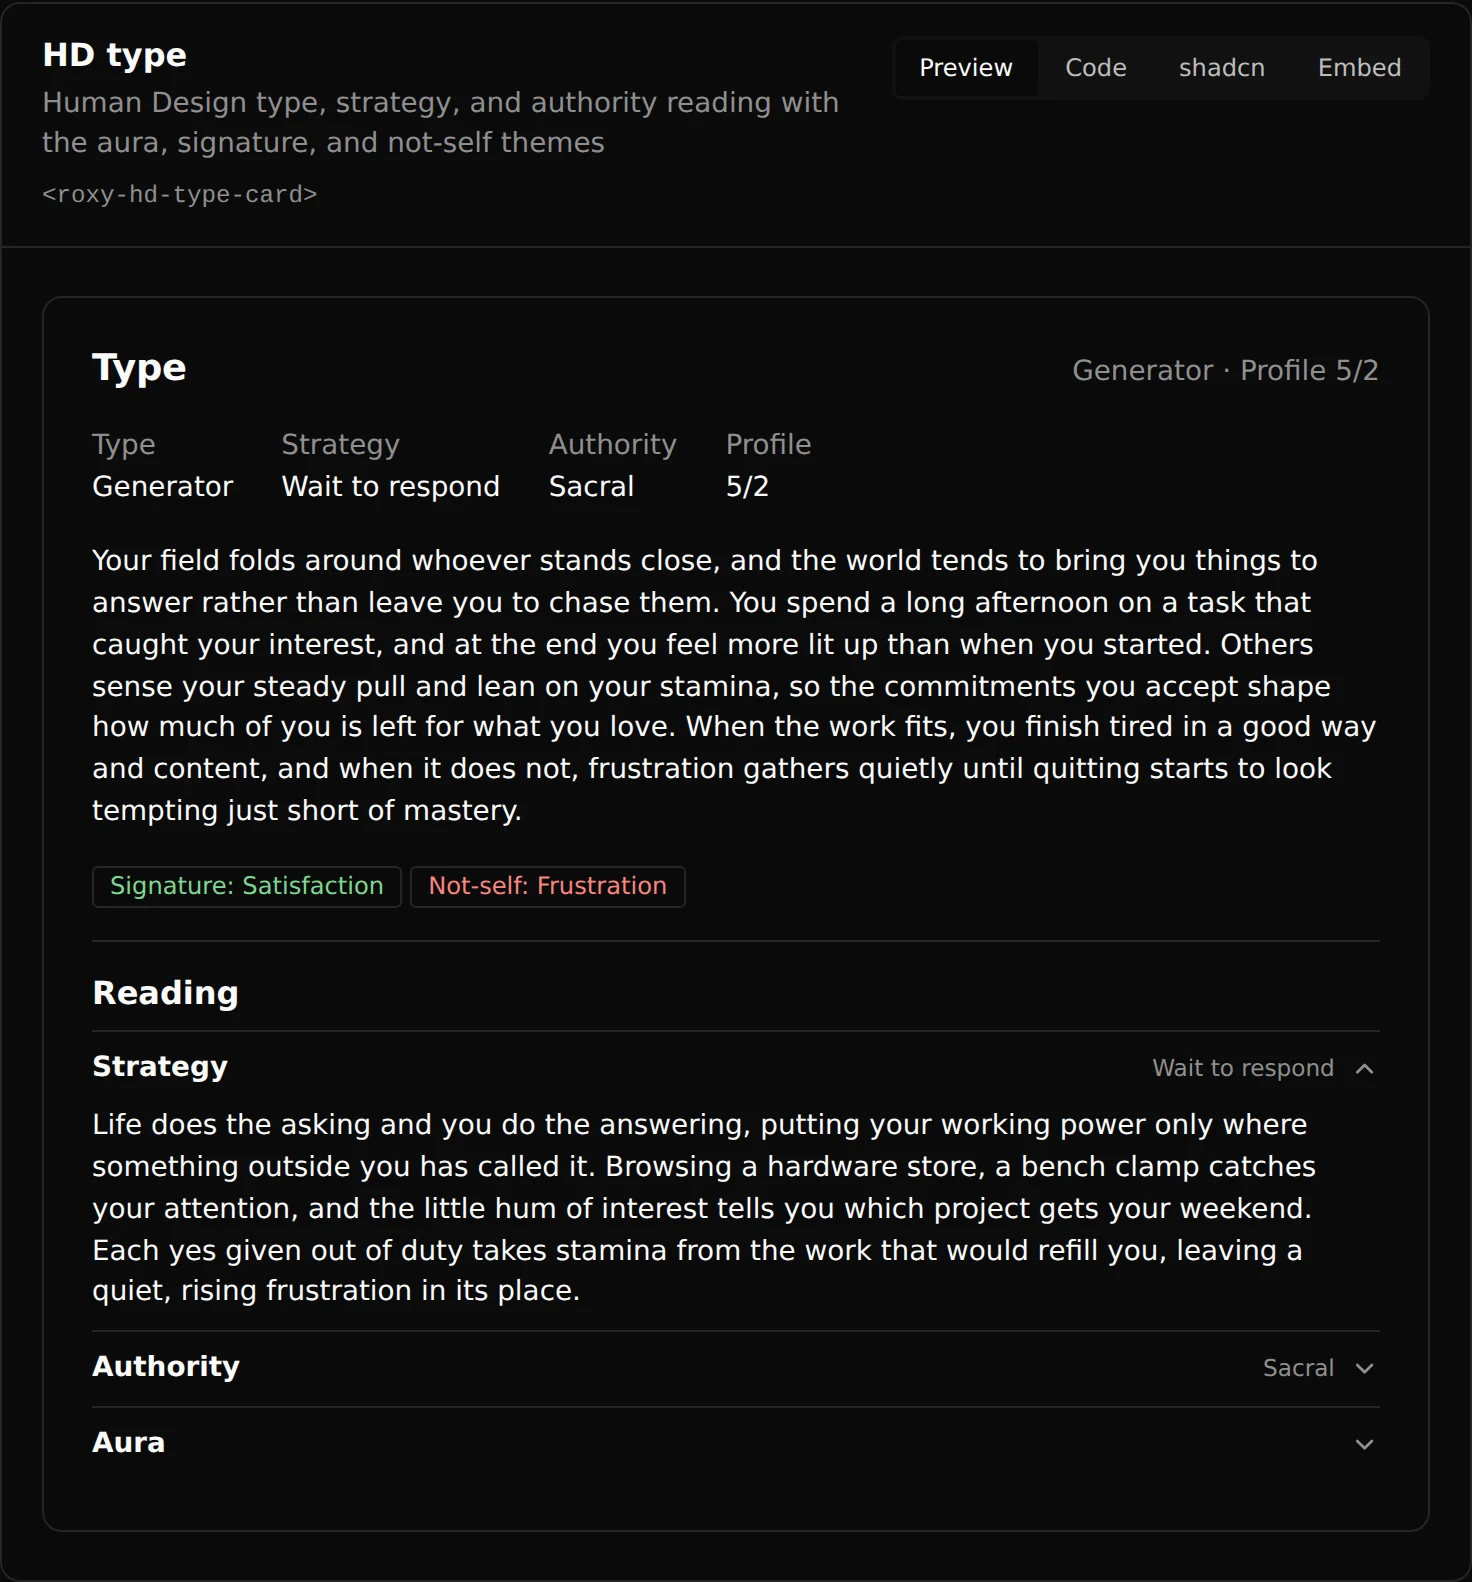 HD type
Human Design type, strategy, and authority reading with
the aura, signature, and not-self themes
<roxy-hd-type-card>
Preview
Code
shadcn
Embed
Type
Generator · Profile 5/2
Type
Strategy
Authority
Profile
Generator
Wait to respond
Sacral
5/2
Your field folds around whoever stands close, and the world tends to bring you things to
answer rather than leave you to chase them. You spend a long afternoon on a task that
caught your interest, and at the end you feel more lit up than when you started. Others
sense your steady pull and lean on your stamina, so the commitments you accept shape
how much of you is left for what you love. When the work fits, you finish tired in a good way
and content, and when it does not, frustration gathers quietly until quitting starts to look
tempting just short of mastery.
Signature: Satisfaction
Not-self: Frustration
Reading
Strategy
Wait to respond
Life does the asking and you do the answering, putting your working power only where
something outside you has called it. Browsing a hardware store, a bench clamp catches
your attention, and the little hum of interest tells you which project gets your weekend.
Each yes given out of duty takes stamina from the work that would refill you, leaving a
quiet, rising frustration in its place.
Authority
Sacral
Aura